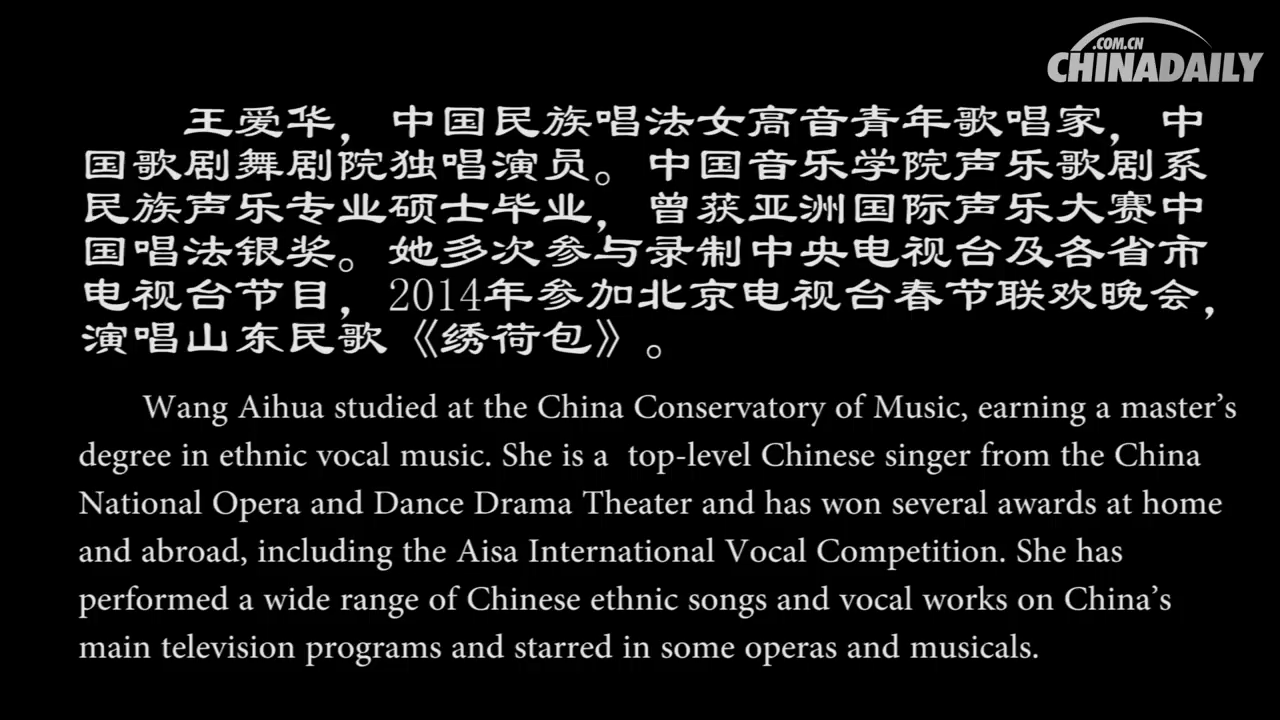 .COM.CN
CHINADAILY
王爱华，中国民族唱法女高音青年歌唱家，中
国歌剧舞剧院独唱演员。中国音乐学院声乐歌剧系
民族声乐专业硕士毕业，曾获亚洲国际声乐大赛中
国唱法银奖。她多次参与录制中央电视台及各省市
电视台节目，2014年参加北京电视台春节联欢晚会，
演唱山东民歌《绣荷包》。
Wang Aihua studied at the China Conservatory of Music, earning a master’s
degree in ethnic vocal music. She is a  top-level Chinese singer from the China
National Opera and Dance Drama Theater and has won several awards at home
and abroad, including the Aisa International Vocal Competition. She has
performed a wide range of Chinese ethnic songs and vocal works on China’s
main television programs and starred in some operas and musicals.